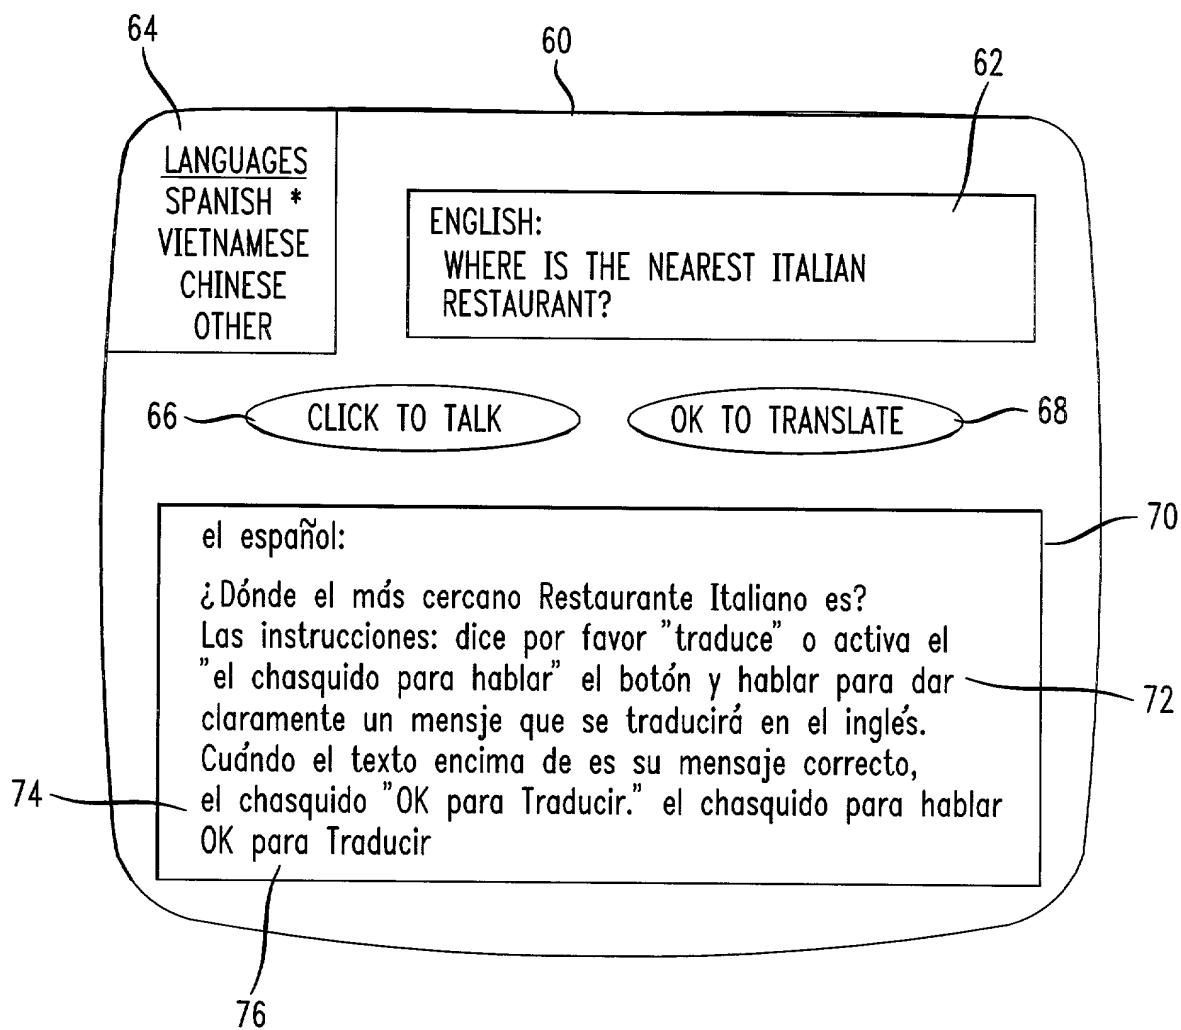 64
60
62
LANGUAGES
SPANISH *
VIETNAMESE
CHINESE
OTHER
ENGLISH:
WHERE IS THE NEAREST ITALIAN
RESTAURANT?
66
CLICK TO TALK
OK TO TRANSLATE
68
70
el español:
¿Dónde el más cercano Restaurante Italiano es?
Las instrucciones: dice por favor "traduce" o activa el
"el chasquido para hablar" el botón y hablar para dar
72
claramente un mensje que se traducirá en el inglés.
Cuándo el texto encima de es su mensaje correcto,
74
el chasquido "OK para Traducir." el chasquido para hablar
OK para Traducir
76